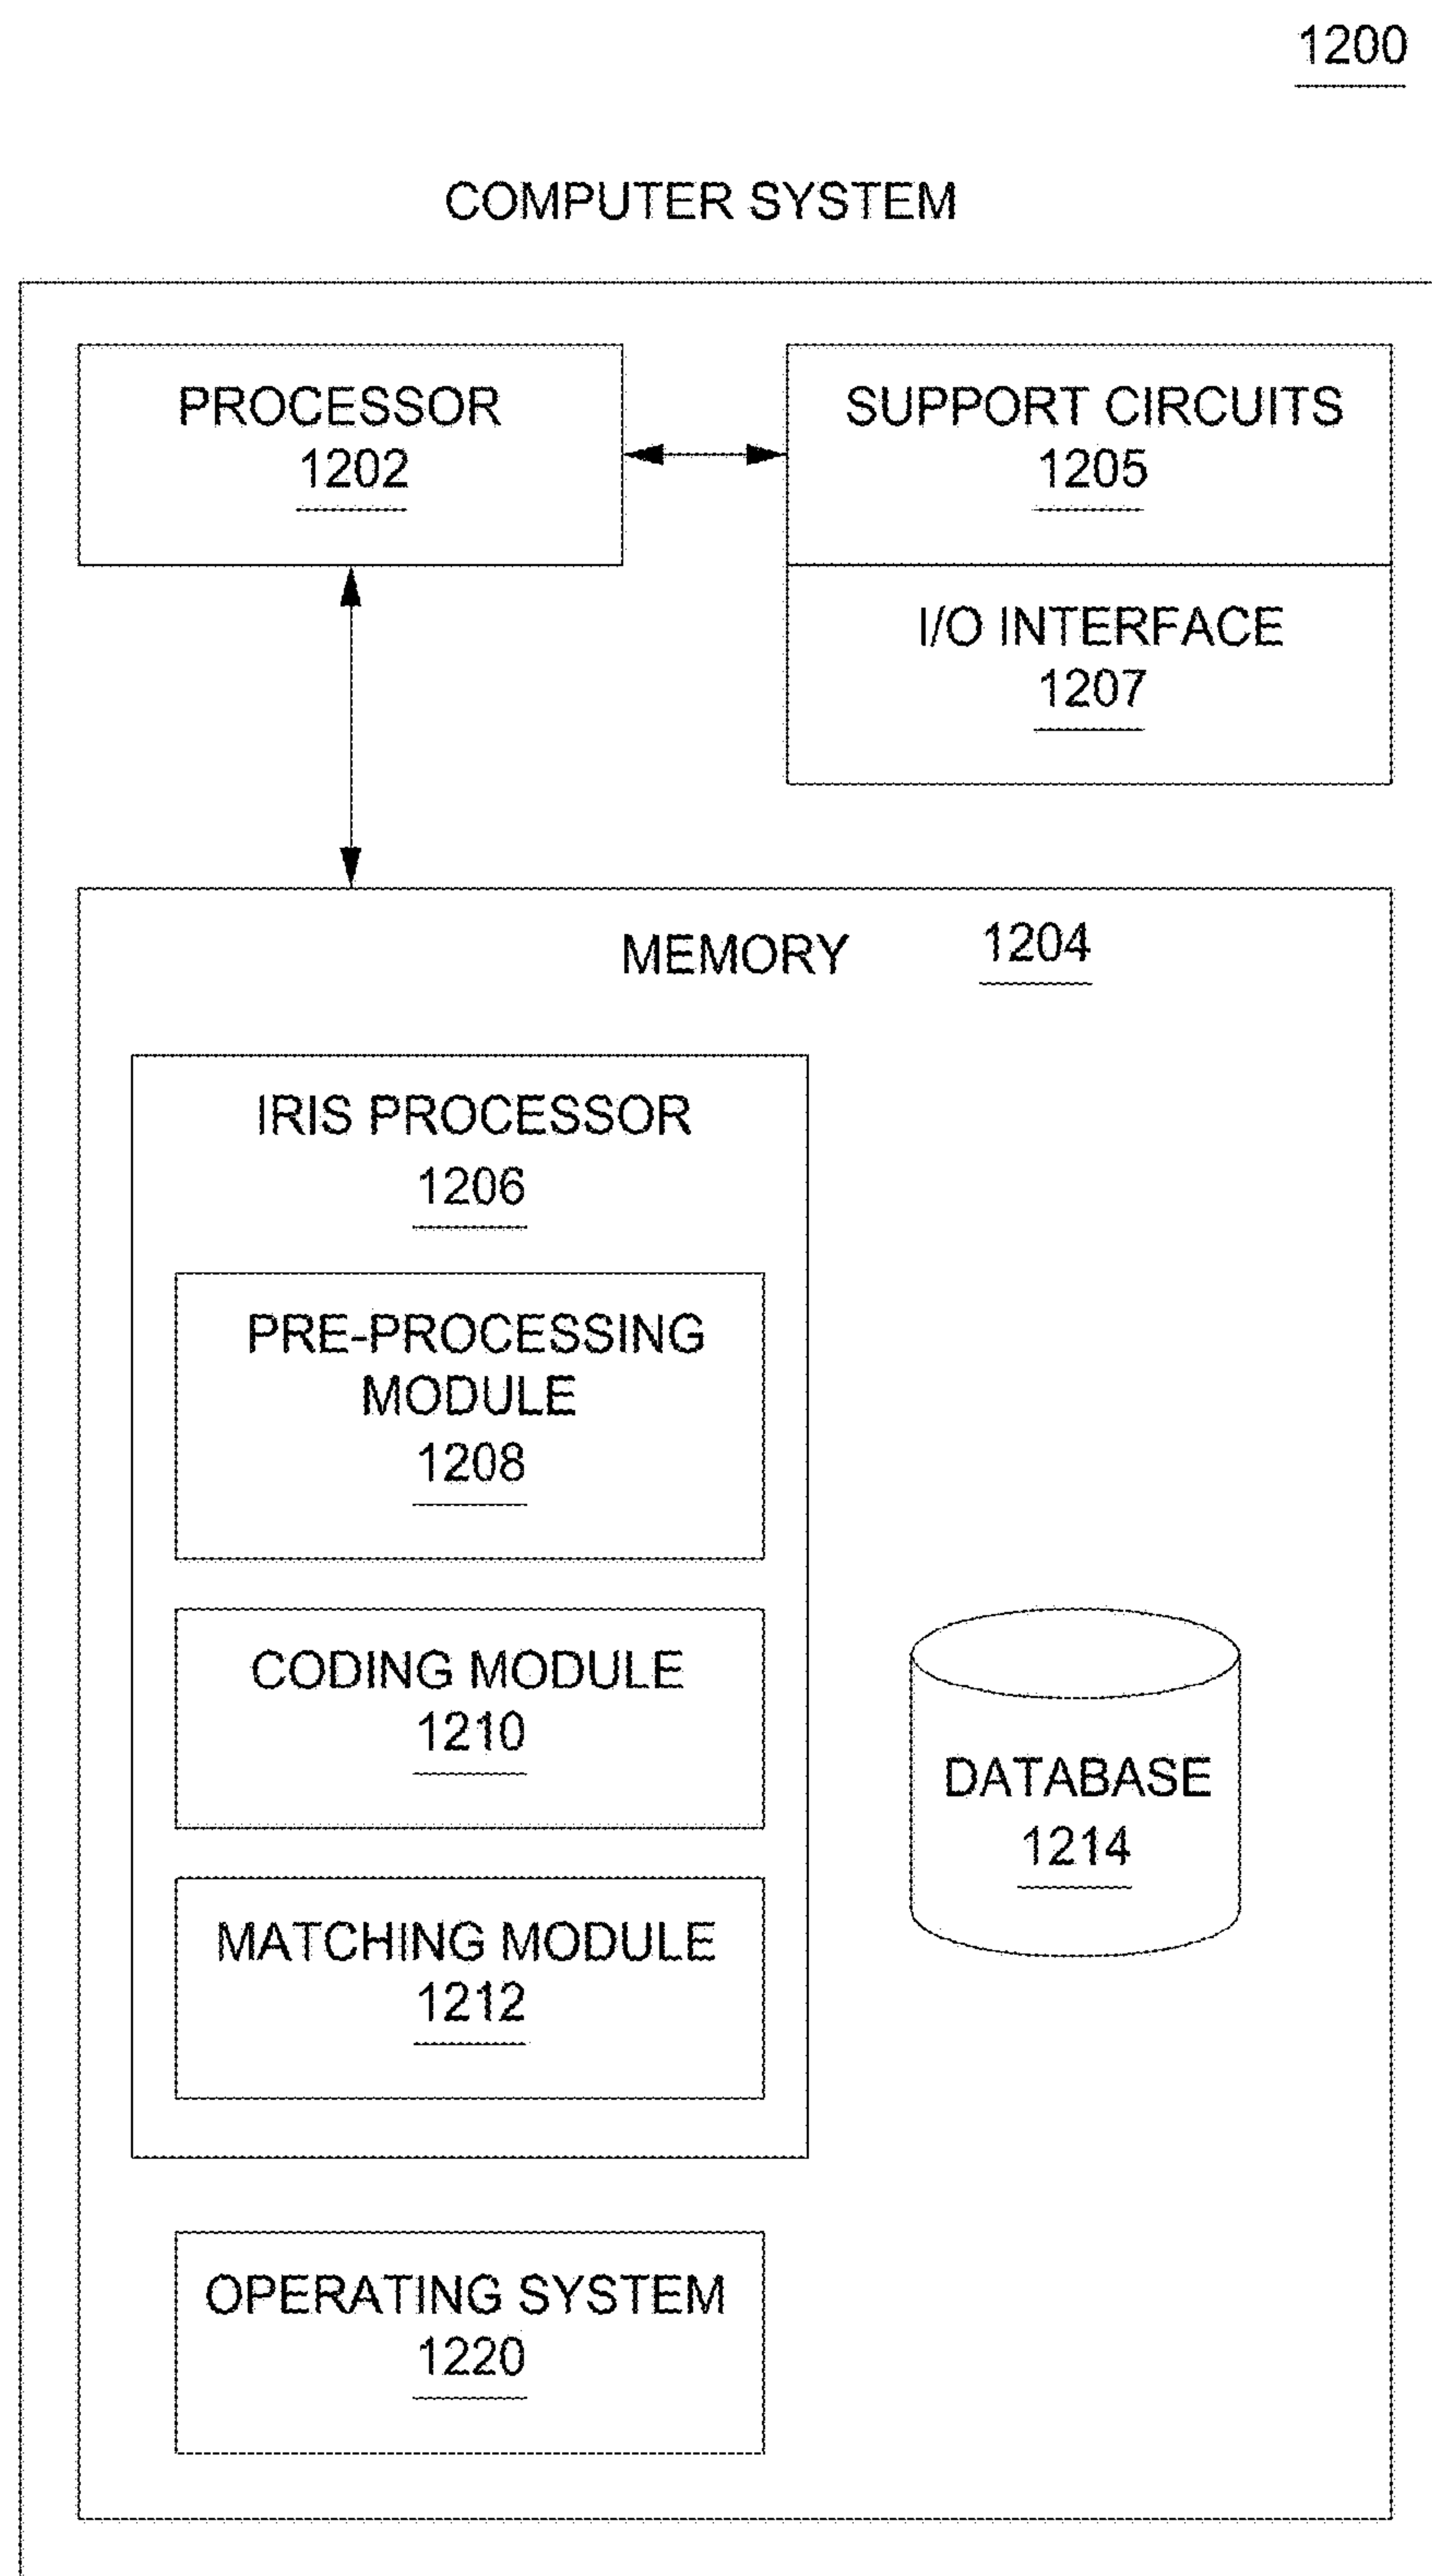 1200
COMPUTER SYSTEM
PROCESSOR
1202
SUPPORT CIRCUITS
1205
I/O INTERFACE
1207
MEMORY 1204
IRIS PROCESSOR
1206
PRE-PROCESSING
MODULE
1208
CODING MODULE
1210
MATCHING MODULE
1212
DATABASE
1214
OPERATING SYSTEM
1220